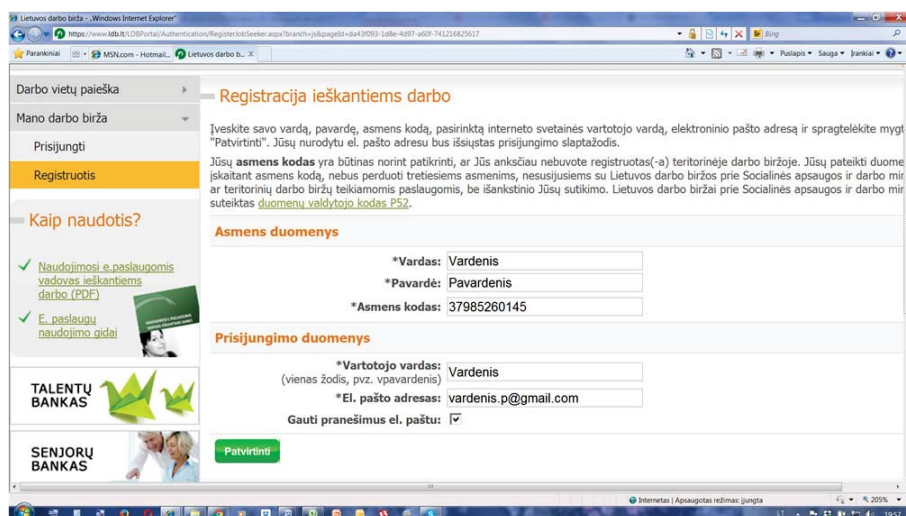 Lietuvos darbo birža - „Windows Internet Explorer“
https://www.ldb.lt/LDBPortal/Authentication/RegisterJobSeeker.aspx?branch=js&pageId=da43f093-1d8e-4d97-a60f-741216825617
Bing
Parankiniai
MSN.com - Hotmail...
Lietuvos darbo b... X
Puslapis
Sauga
Įrankiai
Darbo vietų paieška
Mano darbo birža
Prisijungti
Registruotis
Kaip naudotis?
Naudojimosi e.paslaugomis
vadovas ieškantiems
darbo (PDF)
E. paslaugų
naudojimo gidai
TALENTŲ
BANKAS
SENJORŲ
BANKAS
Registracija ieškantiems darbo
Įveskite savo vardą, pavardę, asmens kodą, pasirinktą interneto svetainės vartotojo vardą, elektroninio pašto adresą ir spragtelėkite mygt
"Patvirtinti". Jūsų nurodytu el. pašto adresu bus išsiųstas prisijungimo slaptažodis.
Jūsų asmens kodas yra būtinas norint patikrinti, ar Jūs anksčiau nebuvote registruotas(-a) teritorinėje darbo biržoje. Jūsų pateikti duome
įskaitant asmens kodą, nebus perduoti tretiesiems asmenims, nesusijusiems su Lietuvos darbo biržos prie Socialinės apsaugos ir darbo mir
ar teritorinių darbo biržų teikiamomis paslaugomis, be išankstinio Jūsų sutikimo. Lietuvos darbo biržai prie Socialinės apsaugos ir darbo mir
suteiktas duomenų valdytojo kodas P52.
Asmens duomenys
*Vardas: Vardenis
*Pavardė: Pavardenis
*Asmens kodas: 37985260145
Prisijungimo duomenys
*Vartotojo vardas: Vardenis
(vienas žodis, pvz. vpavardenis)
*El. pašto adresas: vardenis.p@gmail.com
Gauti pranešimus el. paštu:
Patvirtinti
Internetas | Apsaugotas režimas: įjungta
205%
LT
19:57